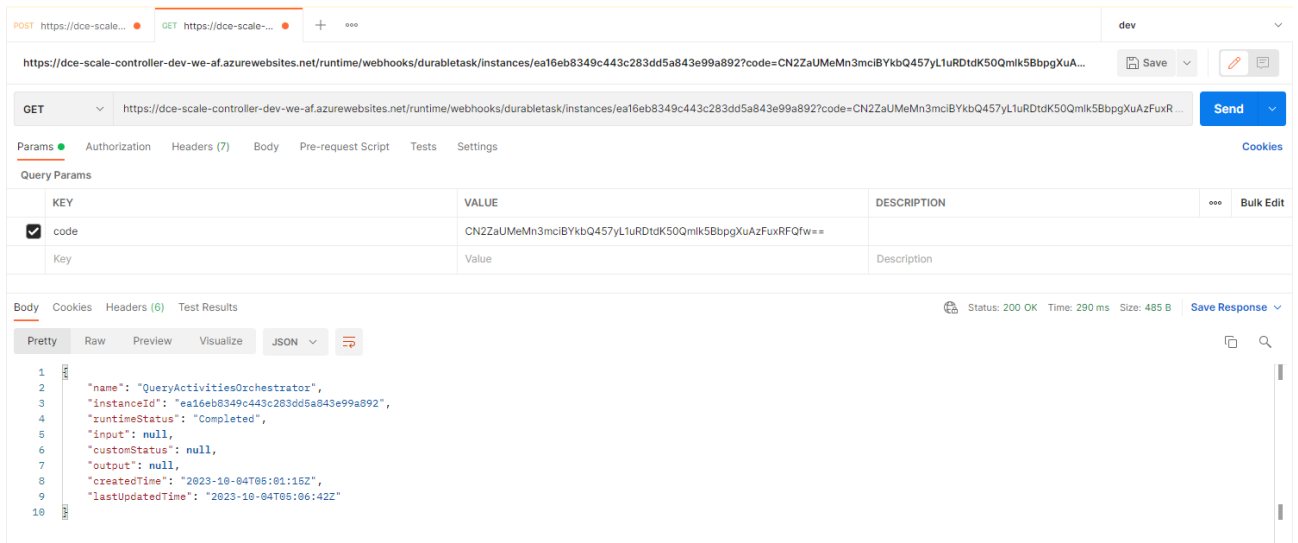 POST https://dce-scale... GET https://dce-scale-... + ooo dev
https://dce-scale-controller-dev-we-af.azurewebsites.net/runtime/webhooks/durabletask/instances/ea16eb8349c443c283dd5a843e99a892?code=CN2ZaUMeMn3mciBYkbQ457yL1uRDtdK50Qmlk5BbpgXuA... Save
GET https://dce-scale-controller-dev-we-af.azurewebsites.net/runtime/webhooks/durabletask/instances/ea16eb8349c443c283dd5a843e99a892?code=CN2ZaUMeMn3mciBYkbQ457yL1uRDtdK50Qmlk5BbpgXuAzFuxR... Send
Params Authorization Headers (7) Body Pre-request Script Tests Settings Cookies
Query Params
KEY VALUE DESCRIPTION ooo Bulk Edit
code CN2ZaUMeMn3mciBYkbQ457yL1uRDtdK50Qmlk5BbpgXuAzFuxRFQfw==
Key Value Description
Body Cookies Headers (6) Test Results Status: 200 OK Time: 290 ms Size: 485 B Save Response
Pretty Raw Preview Visualize JSON
1 {
2 "name": "QueryActivitiesOrchestrator",
3 "instanceId": "ea16eb8349c443c283dd5a843e99a892",
4 "runtimeStatus": "Completed",
5 "input": null,
6 "customStatus": null,
7 "output": null,
8 "createdTime": "2023-10-04T05:01:15Z",
9 "lastUpdatedTime": "2023-10-04T05:06:42Z"
10 }